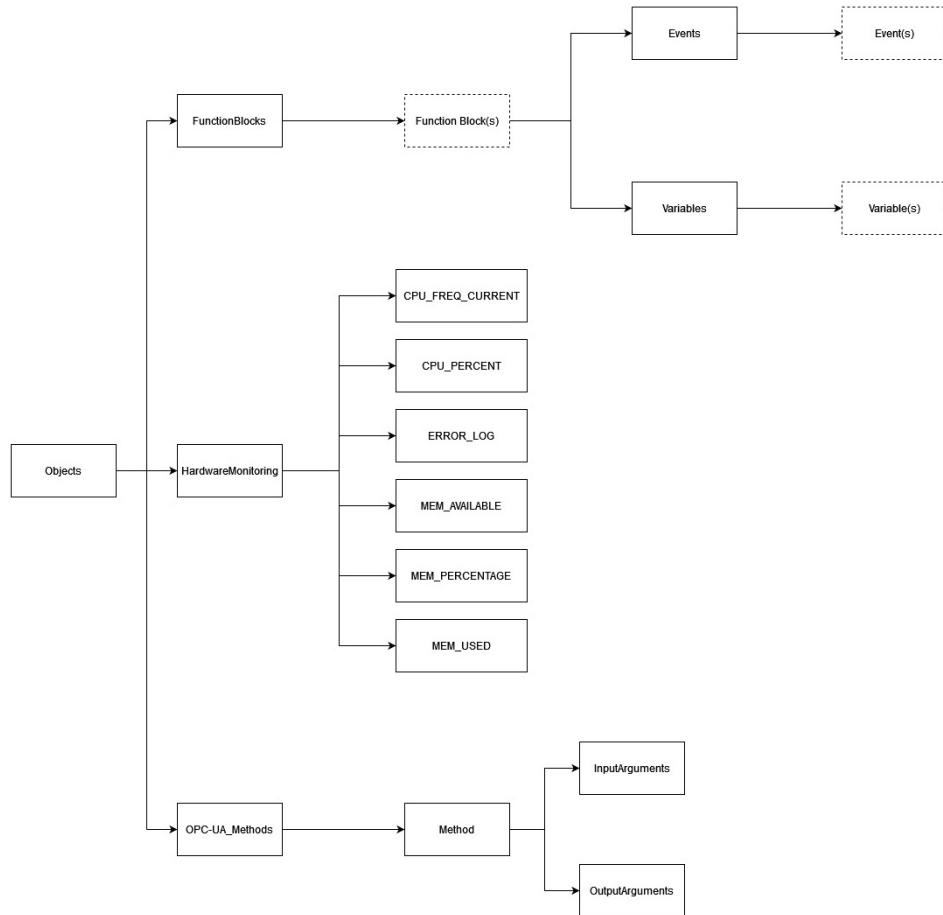 Events
Event(s)
FunctionBlocks
Function Block(s)
Variables
Variable(s)
CPU_FREQ_CURRENT
CPU_PERCENT
ERROR_LOG
Objects
HardwareMonitoring
MEM_AVAILABLE
MEM_PERCENTAGE
MEM_USED
InputArguments
OPC-UA_Methods
Method
OutputArguments